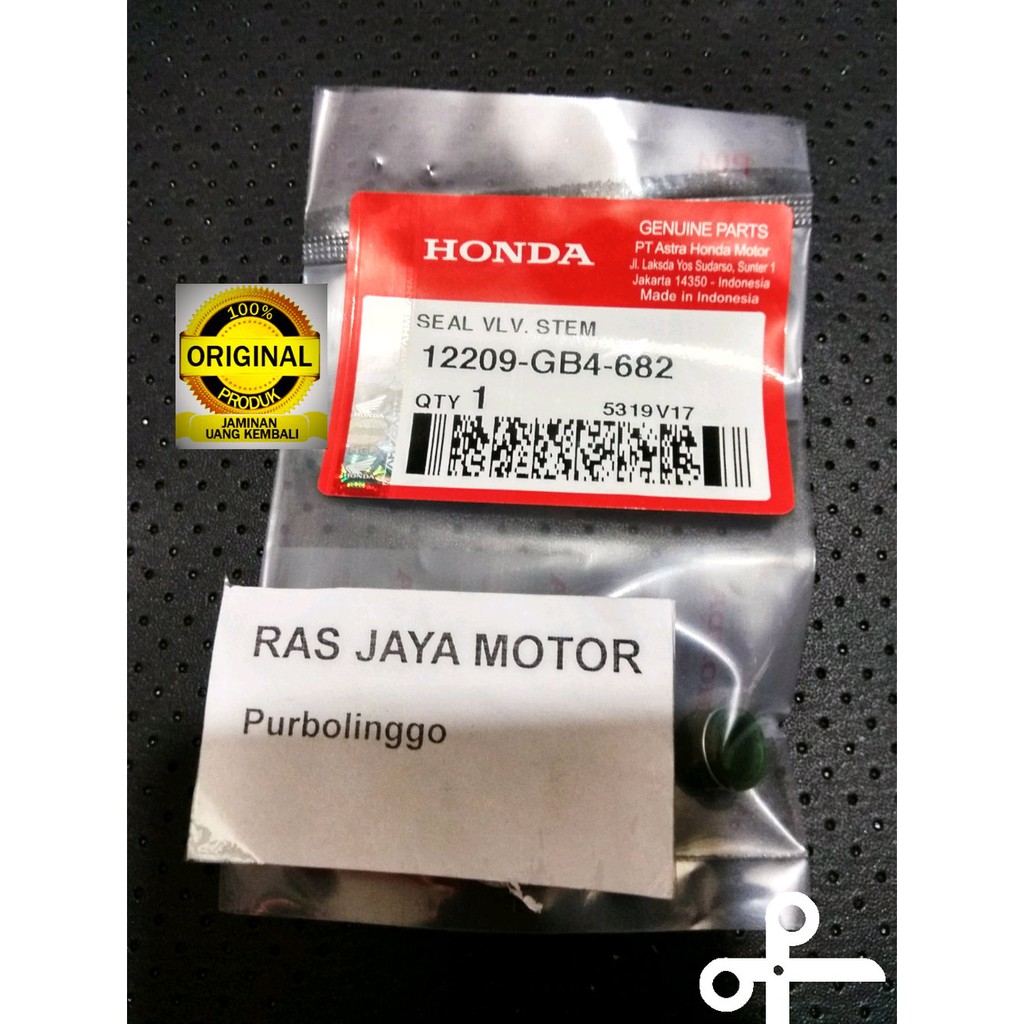 GENUINE PARTS
HONDA
PT Astra Honda Motor
Jl. Laksda Yos Sudarso, Sunter 1
Jakarta 14350 - Indonesia
Made in Indonesia
SEAL VLV. STEM
12209-GB4-682
QTY 1
5319V17
HONDA
HONDA
100%
ORIGINAL
PRODUK
JAMINAN
UANG KEMBALI
RAS JAYA MOTOR
Purbolinggo